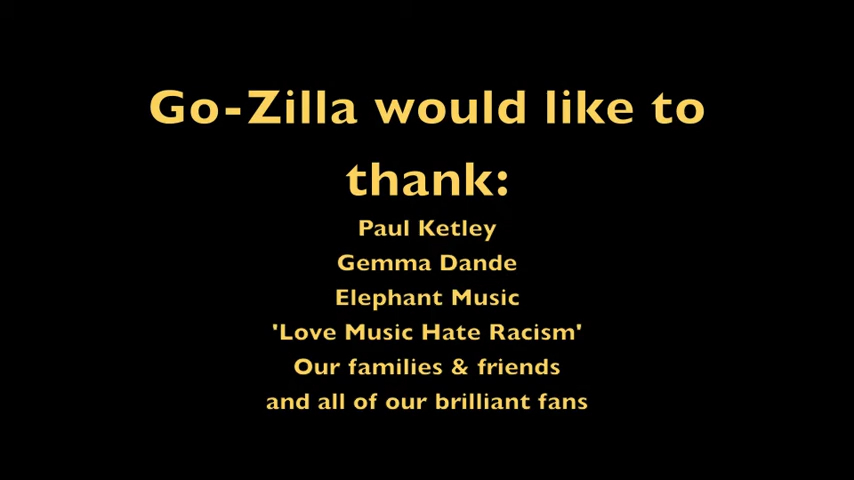 Go-Zilla would like to
thank:
Paul Ketley
Gemma Dande
Elephant Music
'Love Music Hate Racism'
Our families & friends
and all of our brilliant fans